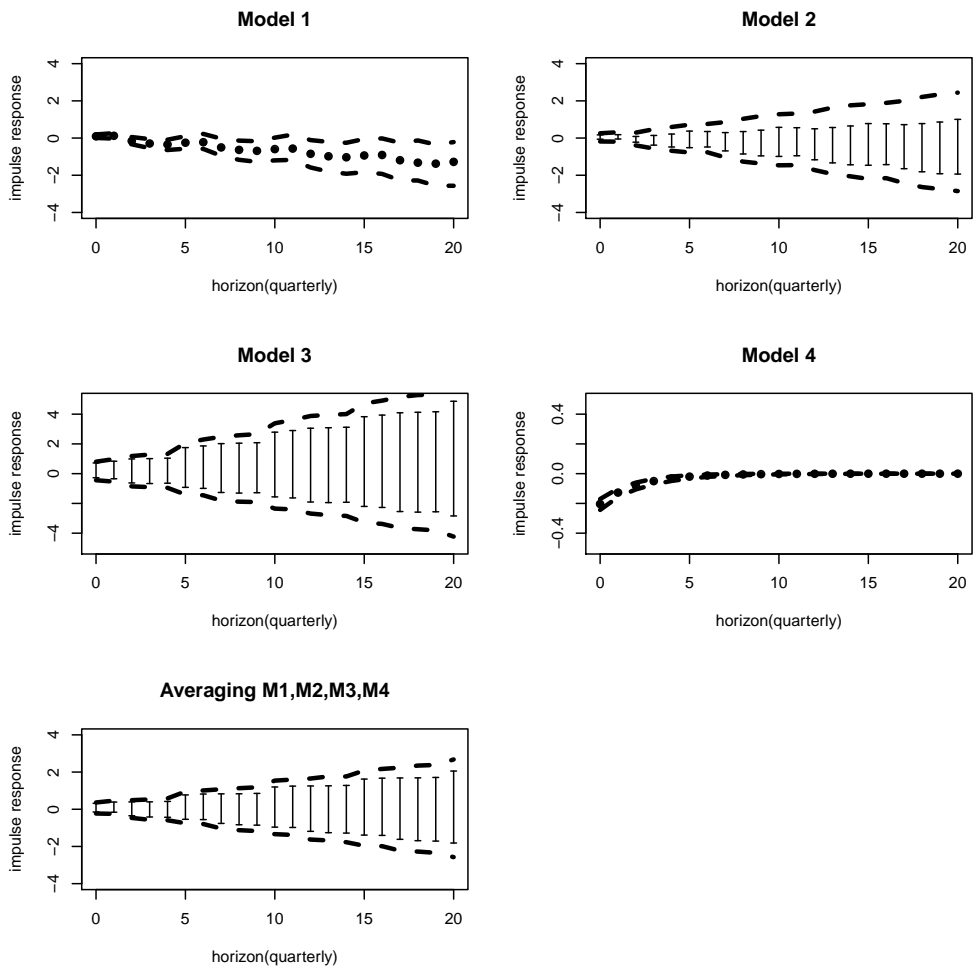 Model 1
impulse response
4
2
0
−2
−4
0 5 10 15 20
horizon(quarterly)
Model 2
impulse response
4
2
0
−2
−4
0 5 10 15 20
horizon(quarterly)
Model 3
impulse response
4
2
0
−4
0 5 10 15 20
horizon(quarterly)
Model 4
impulse response
0.4
0.0
−0.4
0 5 10 15 20
horizon(quarterly)
Averaging M1,M2,M3,M4
impulse response
4
2
0
−2
−4
0 5 10 15 20
horizon(quarterly)